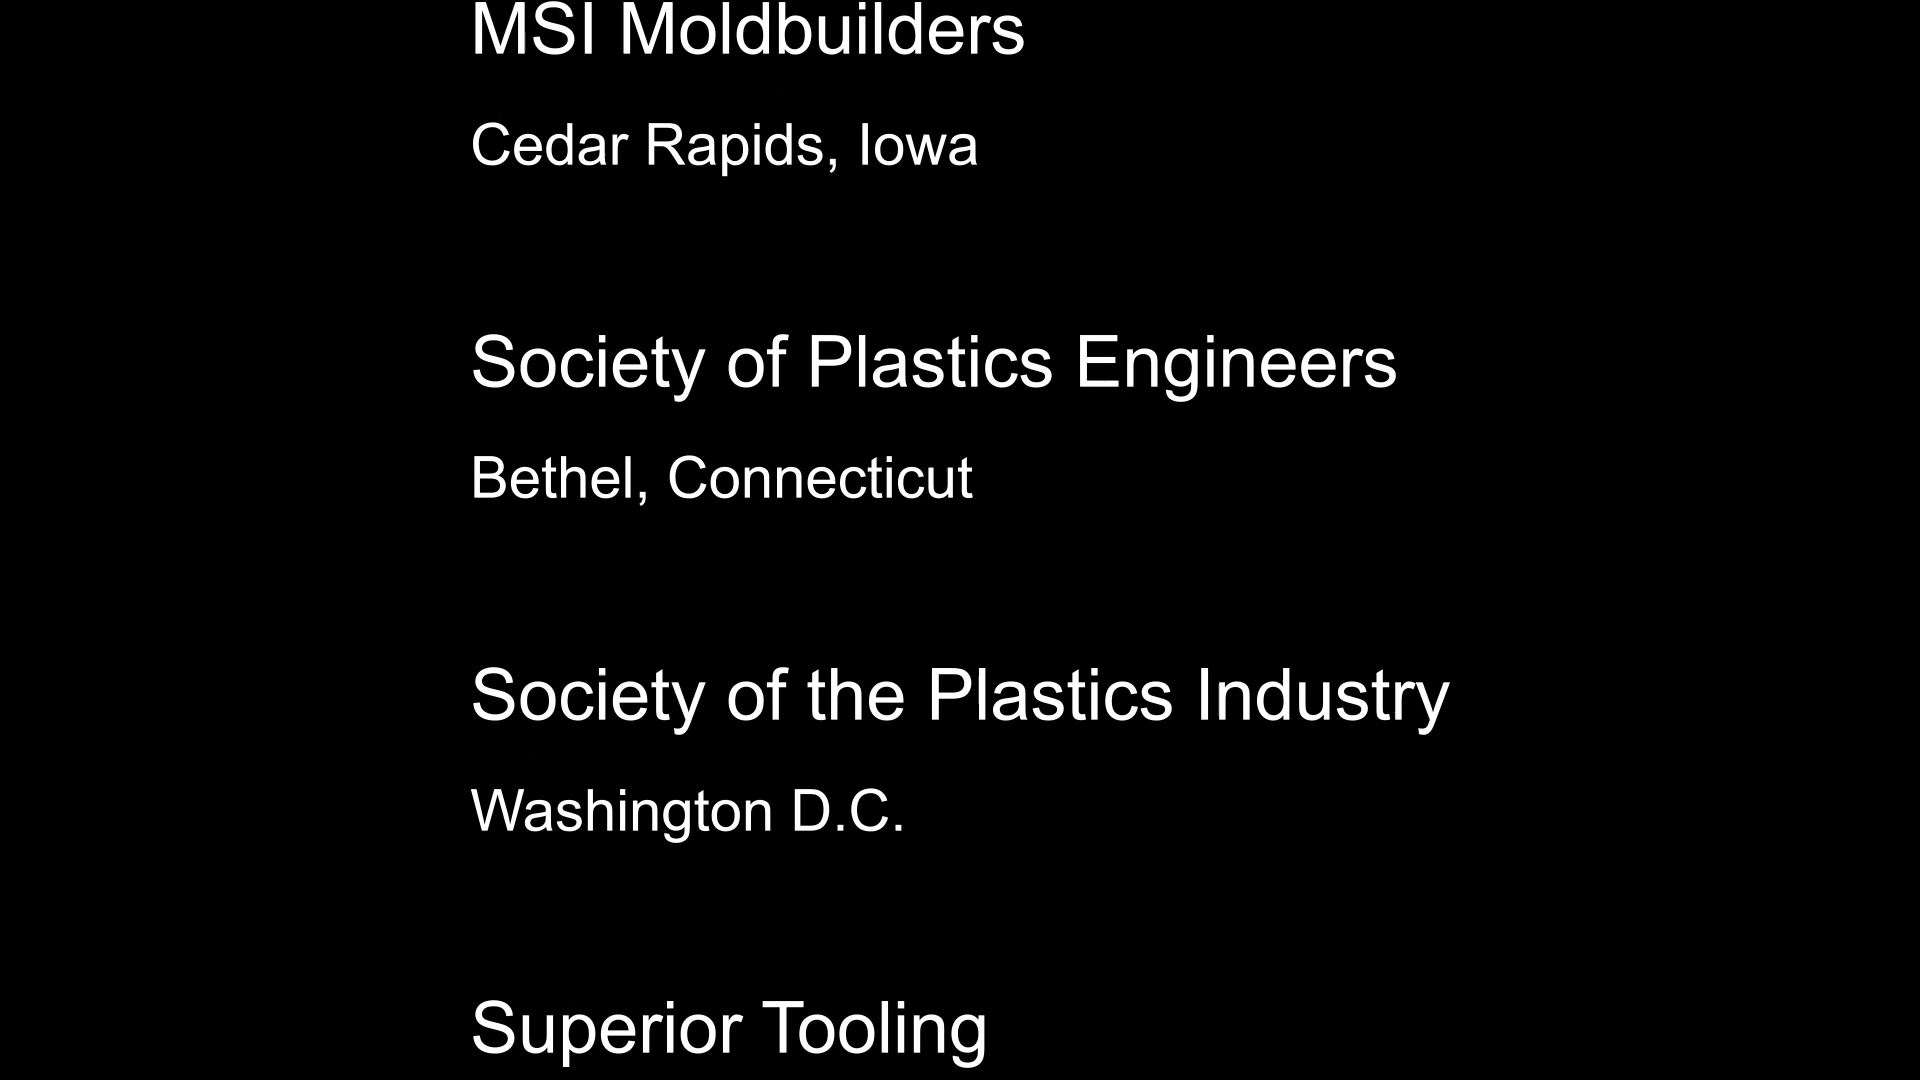 MSI Moldbuilders
Cedar Rapids, Iowa
Society of Plastics Engineers
Bethel, Connecticut
Society of the Plastics Industry
Washington D.C.
Superior Tooling